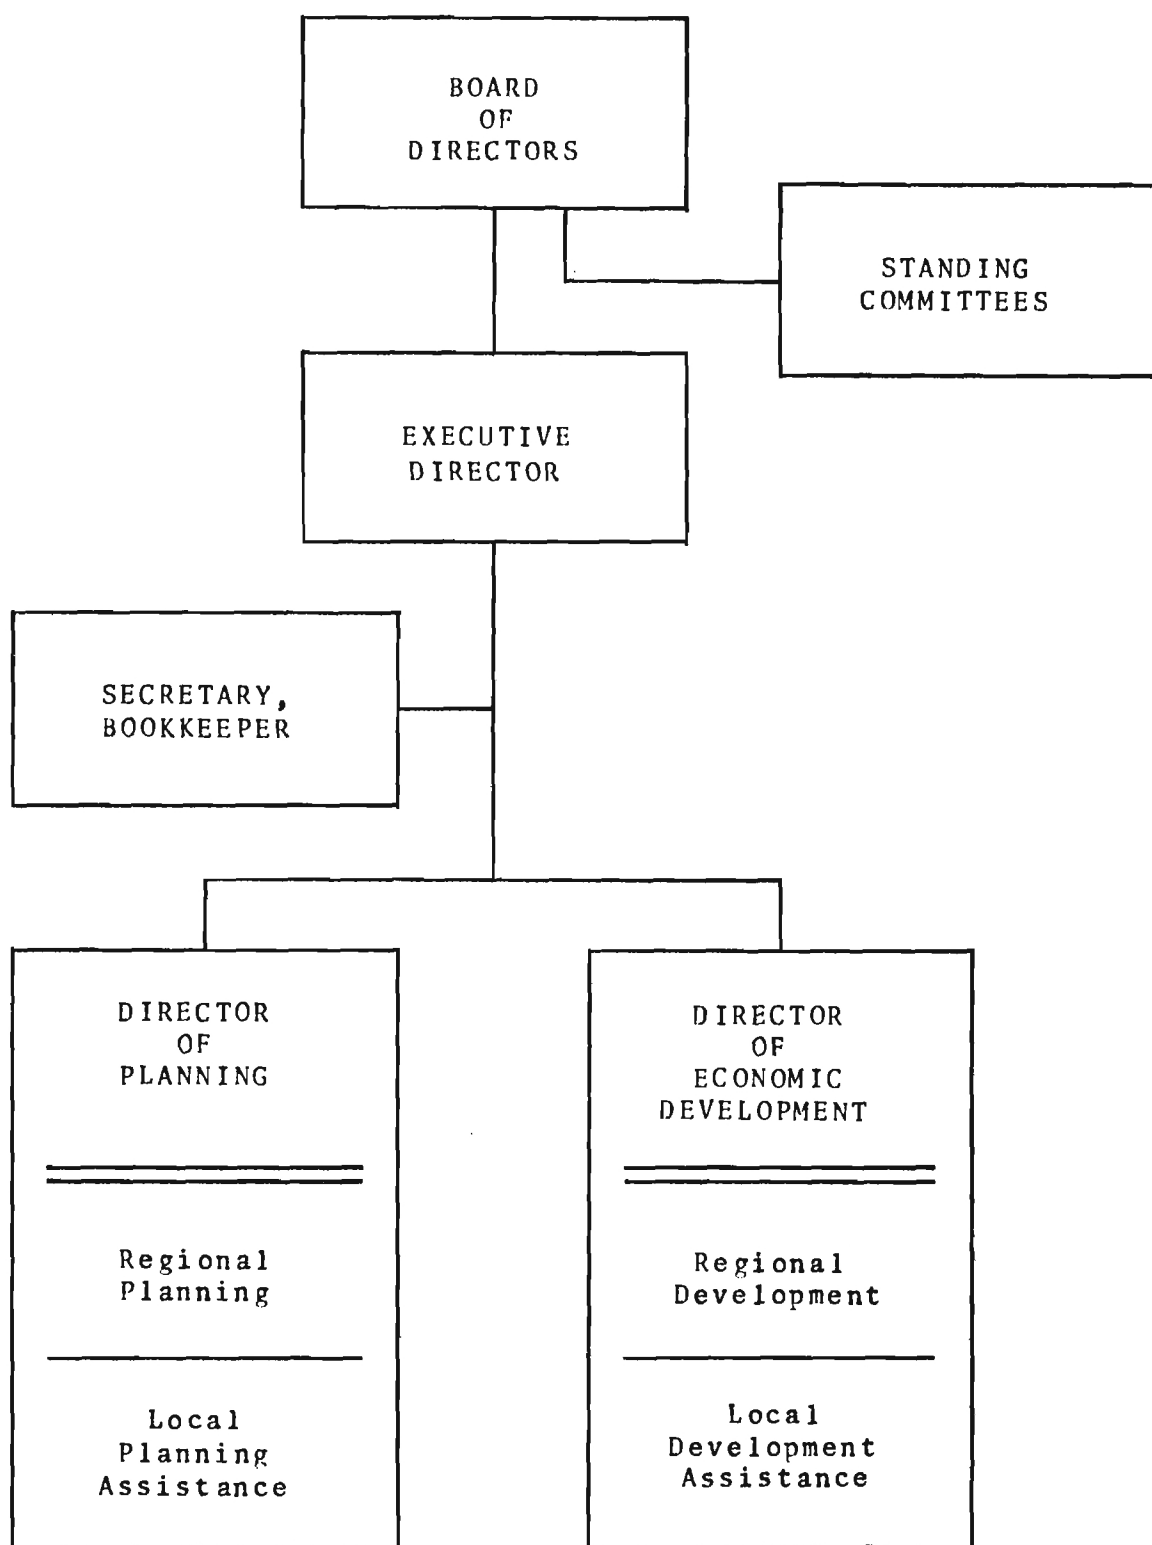 BOARD
OF
DIRECTORS
STANDING
COMMITTEES
EXECUTIVE
DIRECTOR
SECRETARY,
BOOKKEEPER
DIRECTOR
OF
PLANNING
Regional
Planning
Local
Planning
Assistance
DIRECTOR
OF
ECONOMIC
DEVELOPMENT
Regional
Development
Local
Development
Assistance